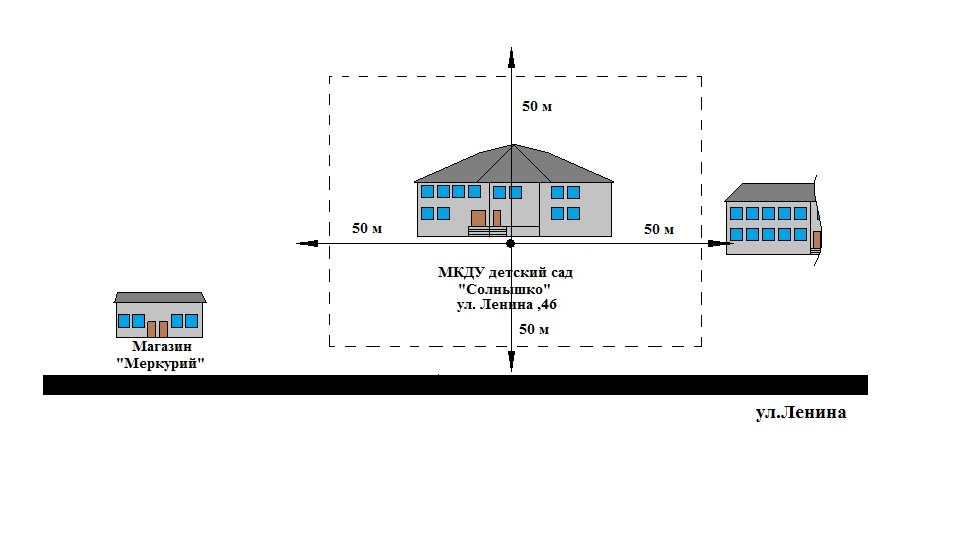 50 м
50 м
50 м
МКДУ детский сад
"Солнышко"
ул. Ленина ,46
50 м
Магазин
"Меркурий"
ул.Ленина